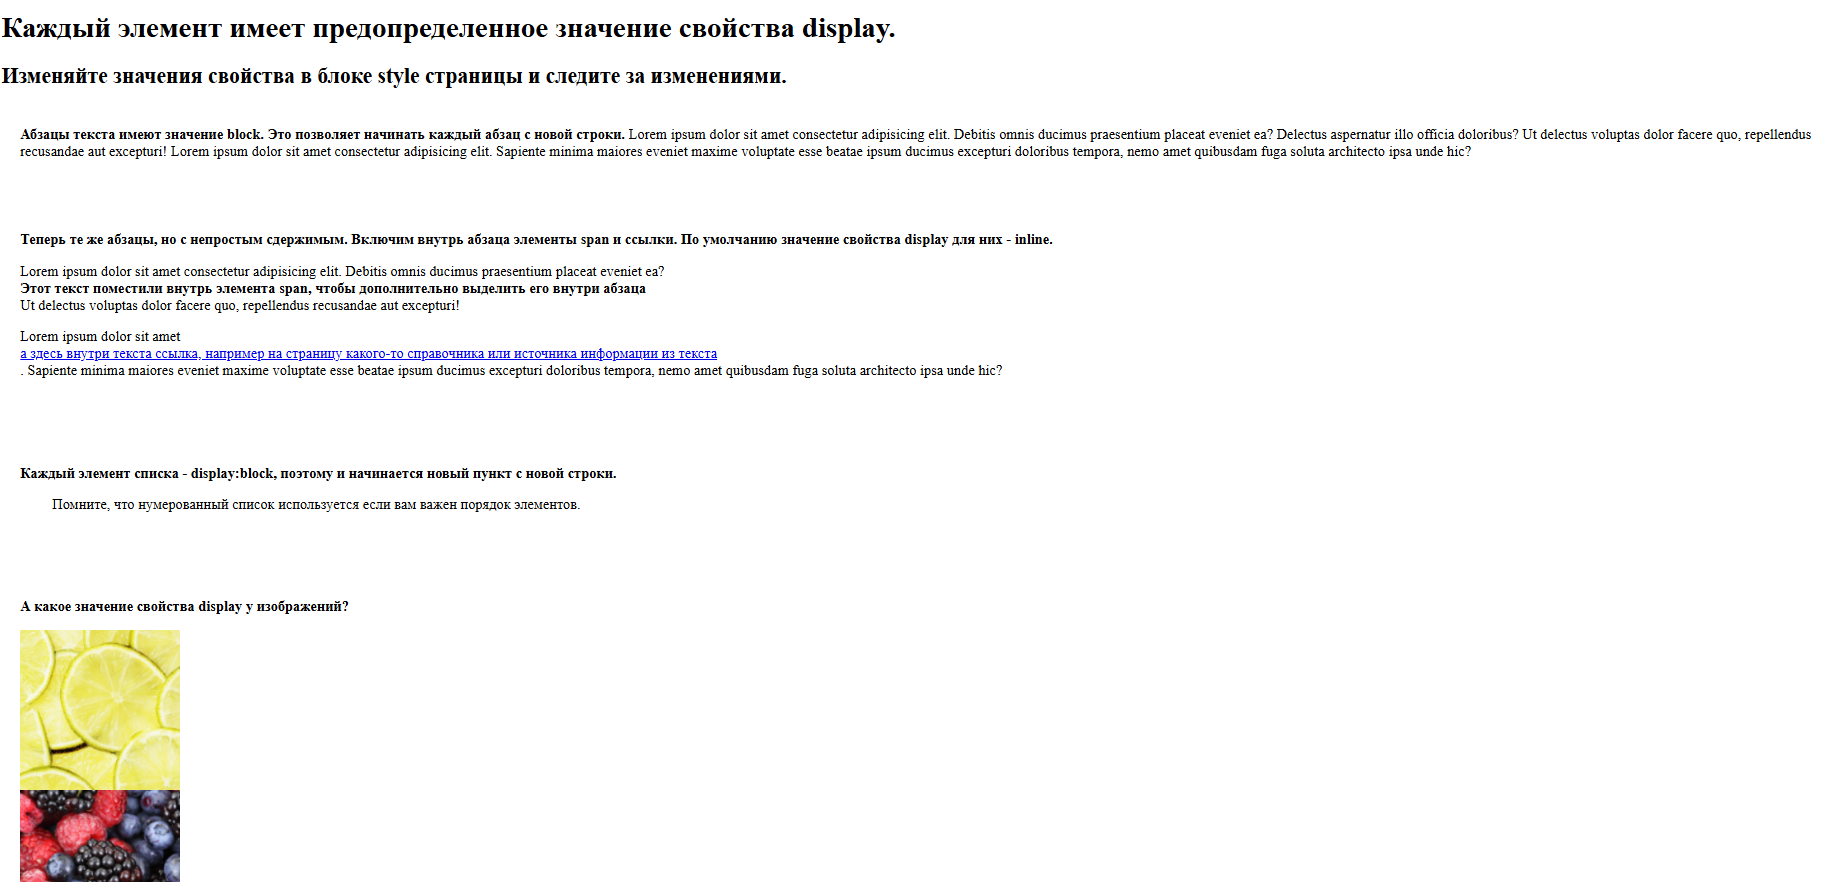 Каждый элемент имеет предопределенное значение свойства display.
Изменяйте значения свойства в блоке style страницы и следите за изменениями.
Абзацы текста имеют значение block. Это позволяет начинать каждый абзац с новой строки. Lorem ipsum dolor sit amet consectetur adipisicing elit. Debitis omnis ducimus praesentium placeat eveniet ea? Delectus aspernatur illo officia doloribus? Ut delectus voluptas dolor facere quo, repellendus
recusandae aut excepturi! Lorem ipsum dolor sit amet consectetur adipisicing elit. Sapiente minima maiores eveniet maxime voluptate esse beatae ipsum ducimus excepturi doloribus tempora, nemo amet quibusdam fuga soluta architecto ipsa unde hic?
Теперь те же абзацы, но с непростым сдержимым. Включим внутрь абзаца элементы span и ссылки. По умолчанию значение свойства display для них - inline.
Lorem ipsum dolor sit amet consectetur adipisicing elit. Debitis omnis ducimus praesentium placeat eveniet ea?
Этот текст поместили внутрь элемента span, чтобы дополнительно выделить его внутри абзаца
Ut delectus voluptas dolor facere quo, repellendus recusandae aut excepturi!
Lorem ipsum dolor sit amet
а здесь внутри текста ссылка, например на страницу какого-то справочника или источника информации из текста
. Sapiente minima maiores eveniet maxime voluptate esse beatae ipsum ducimus excepturi doloribus tempora, nemo amet quibusdam fuga soluta architecto ipsa unde hic?
Каждый элемент списка - display:block, поэтому и начинается новый пункт с новой строки.
Помните, что нумерованный список используется если вам важен порядок элементов.
А какое значение свойства display у изображений?